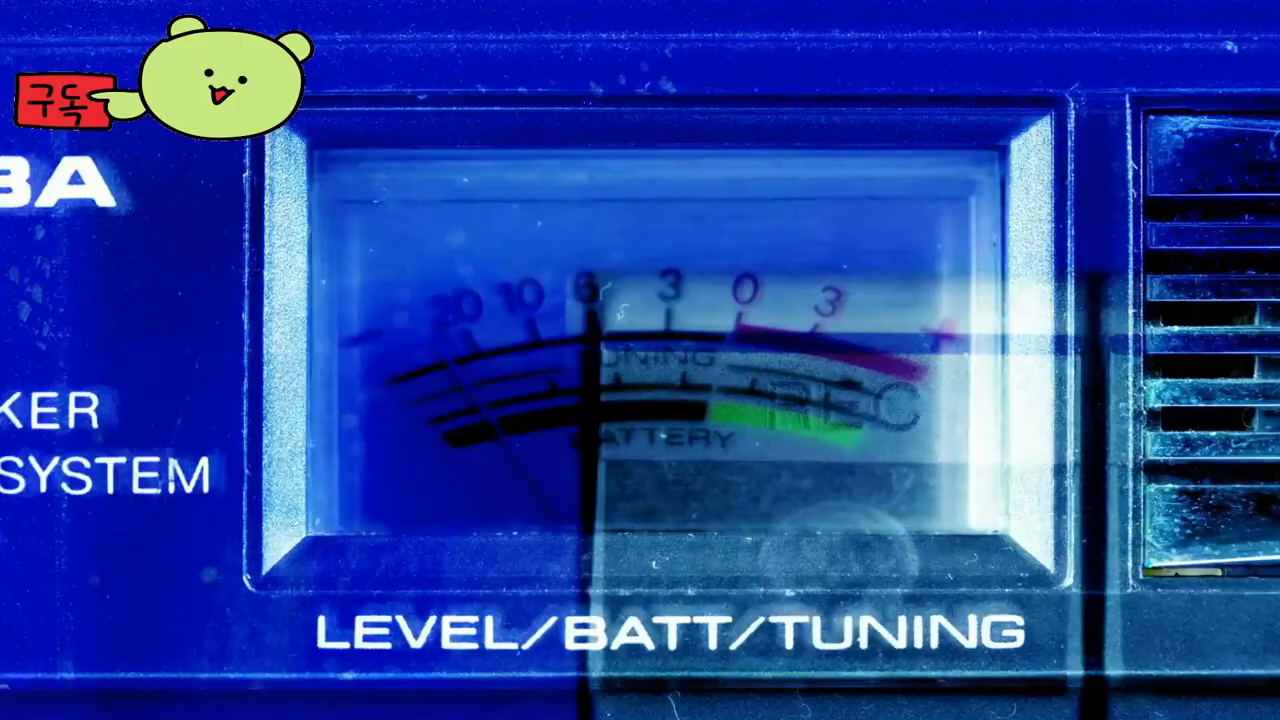 구독
BA
20 10 6 3 0 3 +
TUNING
REC
BATTERY
KER
SYSTEM
LEVEL/BATT/TUNING